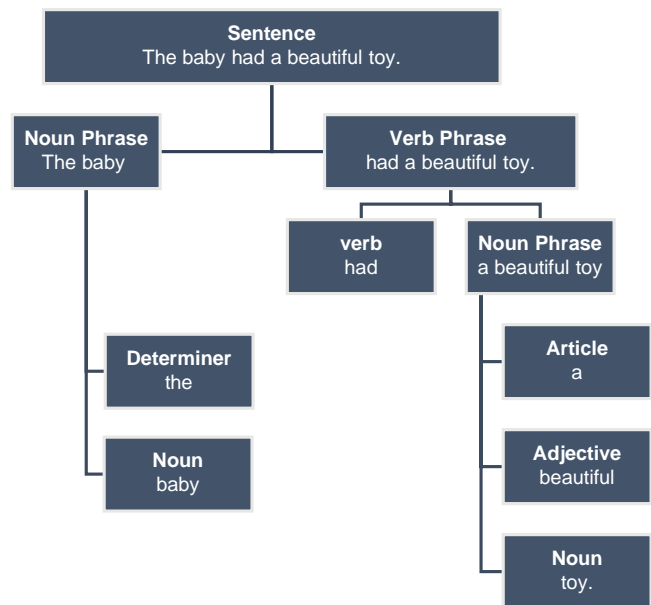 Sentence
The baby had a beautiful toy.
Noun Phrase
The baby
Verb Phrase
had a beautiful toy.
verb
had
Noun Phrase
a beautiful toy
Determiner
the
Article
a
Noun
baby
Adjective
beautiful
Noun
toy.